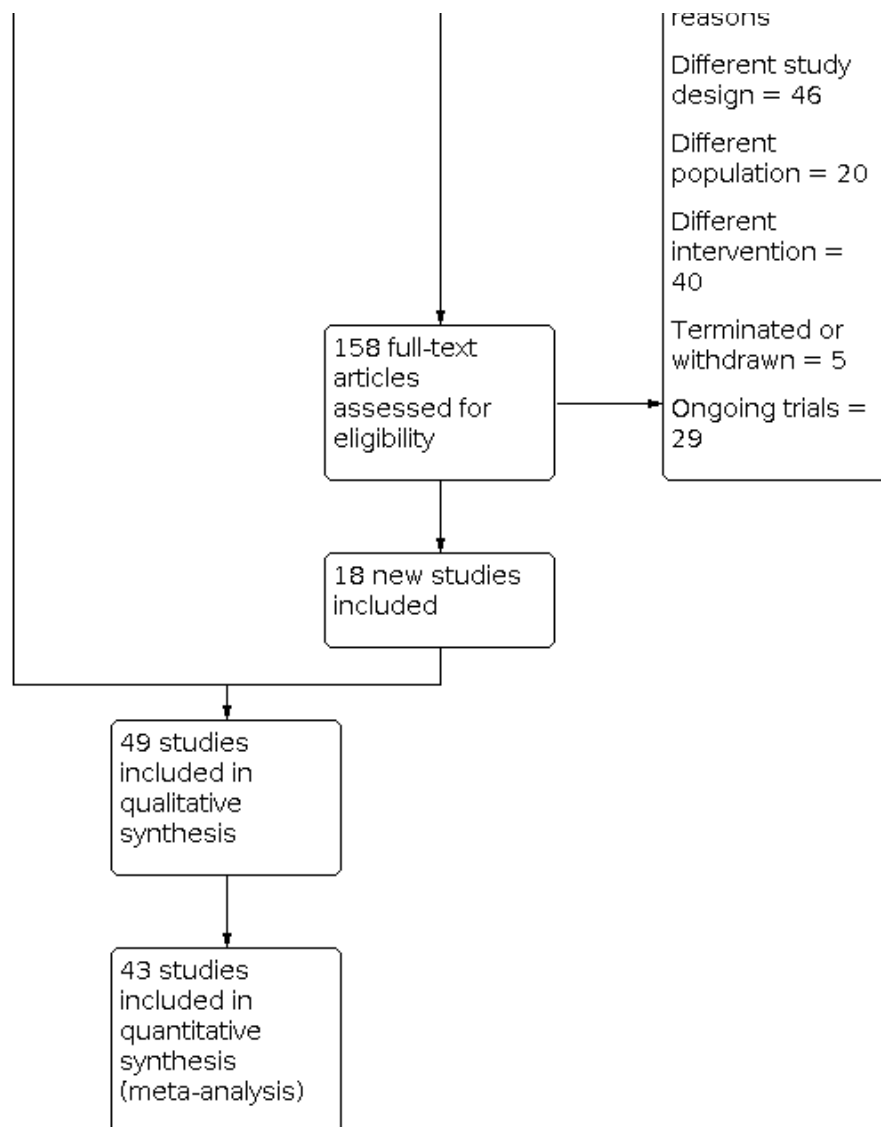 reasons
Different study
design = 46
Different
population = 20
Different
intervention =
40
Terminated or
withdrawn = 5
Ongoing trials =
29
158 full-text
articles
assessed for
eligibility
18 new studies
included
49 studies
included in
qualitative
synthesis
43 studies
included in
quantitative
synthesis
(meta-analysis)